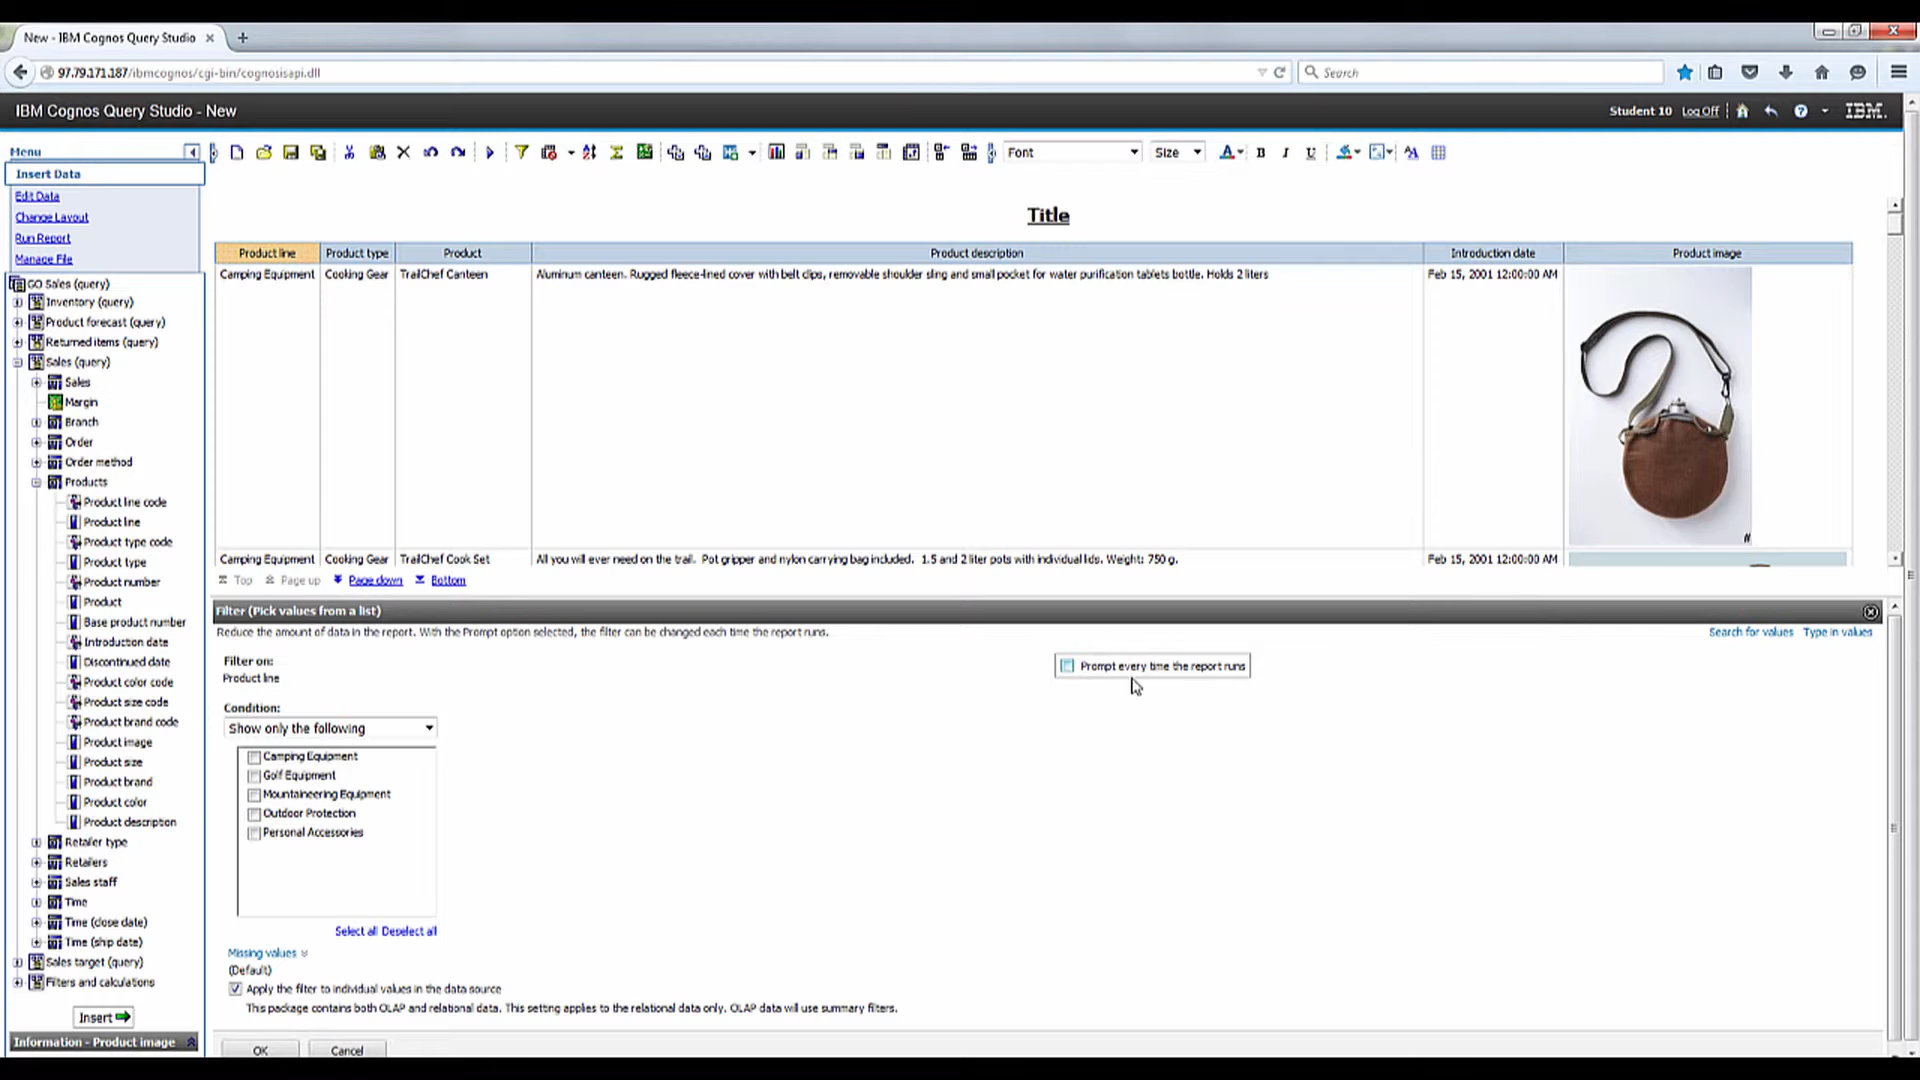 New - IBM Cognos Query Studio
97.79.171.187/ibmcognos/cgi-bin/cognosisapi.dll
Search
IBM Cognos Query Studio - New
Student 10 Log Off
IBM.
Menu
Font
Size
B I U
Insert Data
Edit Data
Change Layout
Run Report
Manage File
GO Sales (query)
Inventory (query)
Product forecast (query)
Returned items (query)
Sales (query)
Sales
Margin
Branch
Order
Order method
Products
Product line code
Product line
Product type code
Product type
Product number
Product
Base product number
Introduction date
Discontinued date
Product color code
Product size code
Product brand code
Product image
Product size
Product brand
Product color
Product description
Retailer type
Retailers
Sales staff
Time
Time (close date)
Time (ship date)
Sales target (query)
Filters and calculations
Insert
Information - Product image
Title
Product line Product type Product Product description Introduction date Product image
Camping Equipment Cooking Gear TrailChef Canteen Aluminum canteen. Rugged fleece-lined cover with belt clips, removable shoulder sling and small pocket for water purification tablets bottle. Holds 2 liters Feb 15, 2001 12:00:00 AM
Camping Equipment Cooking Gear TrailChef Cook Set All you will ever need on the trail. Pot gripper and nylon carrying bag included. 1.5 and 2 liter pots with individual lids. Weight: 750 g. Feb 15, 2001 12:00:00 AM
Top Page up Page down Bottom
Filter (Pick values from a list)
Reduce the amount of data in the report. With the Prompt option selected, the filter can be changed each time the report runs.
Search for values Type in values
Filter on:
Product line
Prompt every time the report runs
Condition:
Show only the following
Camping Equipment
Golf Equipment
Mountaineering Equipment
Outdoor Protection
Personal Accessories
Select all Deselect all
Missing values
(Default)
Apply the filter to individual values in the data source
This package contains both OLAP and relational data. This setting applies to the relational data only. OLAP data will use summary filters.
OK Cancel